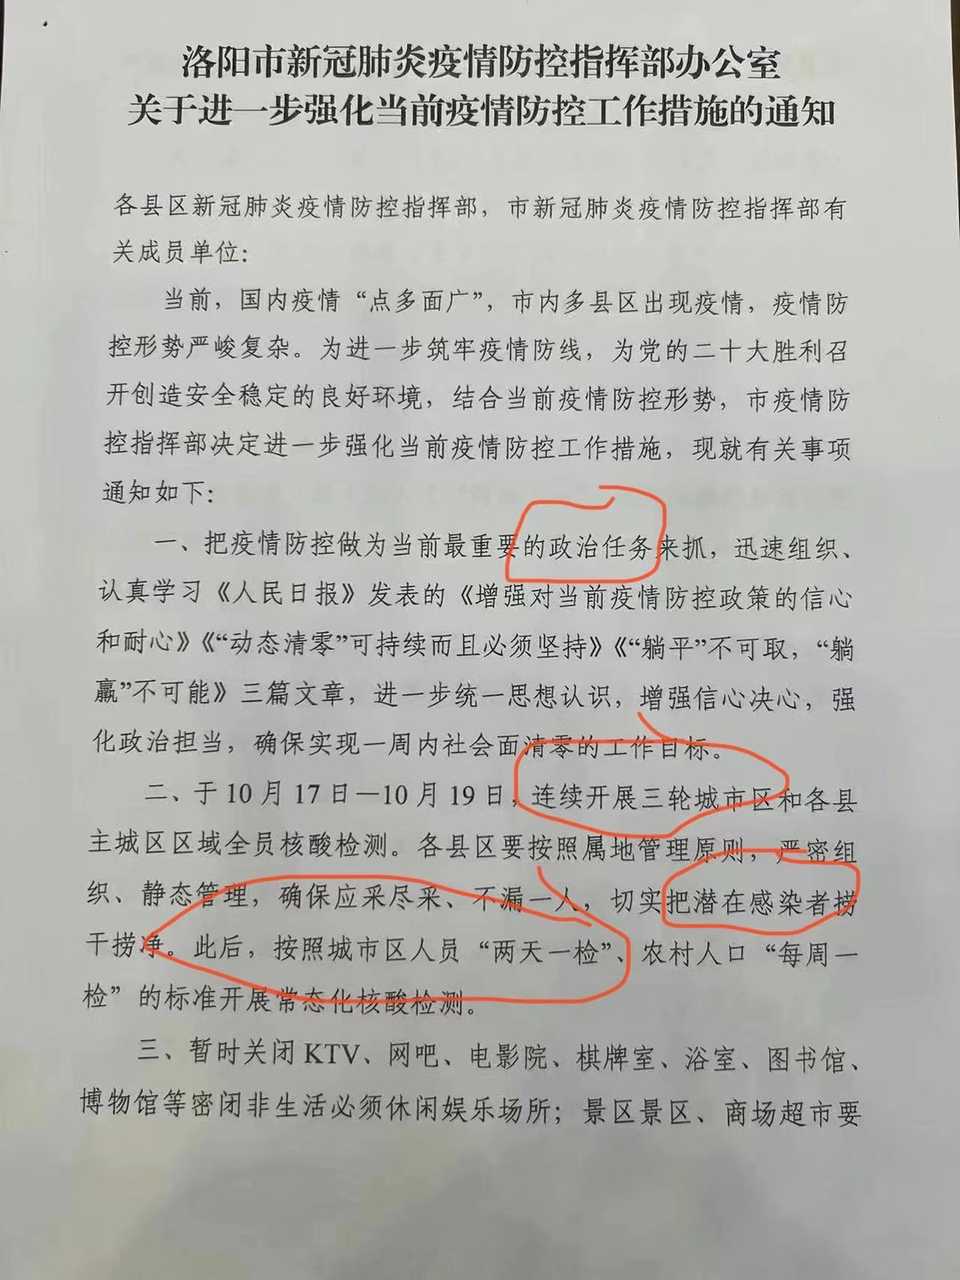 洛阳市新冠肺炎疫情防控指挥部办公室
关于进一步强化当前疫情防控工作措施的通知
各县区新冠肺炎疫情防控指挥部，市新冠肺炎疫情防控指挥部有
关成员单位：
当前，国内疫情“点多面广”，市内多县区出现疫情，疫情防
控形势严峻复杂。为进一步筑牢疫情防线，为党的二十大胜利召
开创造安全稳定的良好环境，结合当前疫情防控形势，市疫情防
控指挥部决定进一步强化当前疫情防控工作措施，现就有关事项
通知如下：
一、把疫情防控做为当前最重要的政治任务来抓，迅速组织、
认真学习《人民日报》发表的《增强对当前疫情防控政策的信心
和耐心》《“动态清零”可持续而且必须坚持》《“躺平”不可取，“躺
赢”不可能》三篇文章，进一步统一思想认识，增强信心决心，强
化政治担当，确保实现一周内社会面清零的工作目标。
二、于10月17日—10月19日，连续开展三轮城市区和各县
主城区区域全员核酸检测。各县区要按照属地管理原则，严密组
织、静态管理，确保应采尽采、不漏一人，切实把潜在感染者捞
干捞净。此后，按照城市区人员“两天一检”、农村人口“每周一
检”的标准开展常态化核酸检测。
三、暂时关闭KTV、网吧、电影院、棋牌室、浴室、图书馆、
博物馆等密闭非生活必须休闲娱乐场所；景区景区、商场超市要